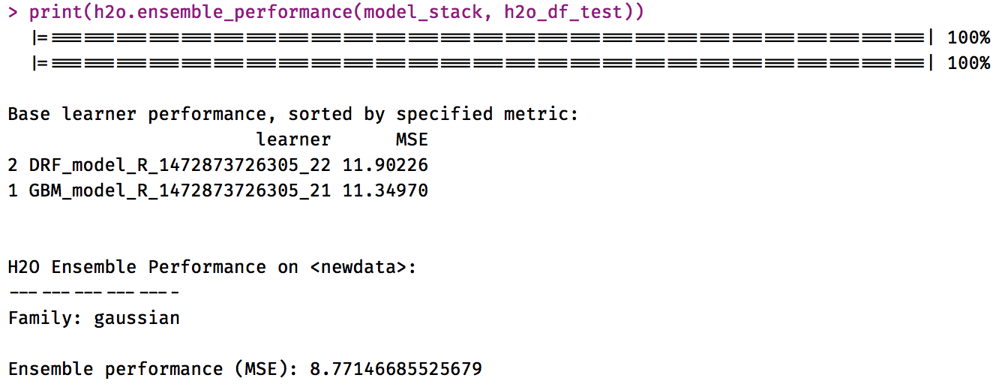 > print(h2o.ensemble_performance(model_stack, h2o_df_test))
|======================================================================| 100%
|======================================================================| 100%
Base learner performance, sorted by specified metric:
learner MSE
2 DRF_model_R_1472873726305_22 11.90226
1 GBM_model_R_1472873726305_21 11.34970
H2O Ensemble Performance on <newdata>:
----------------
Family: gaussian
Ensemble performance (MSE): 8.77146685525679